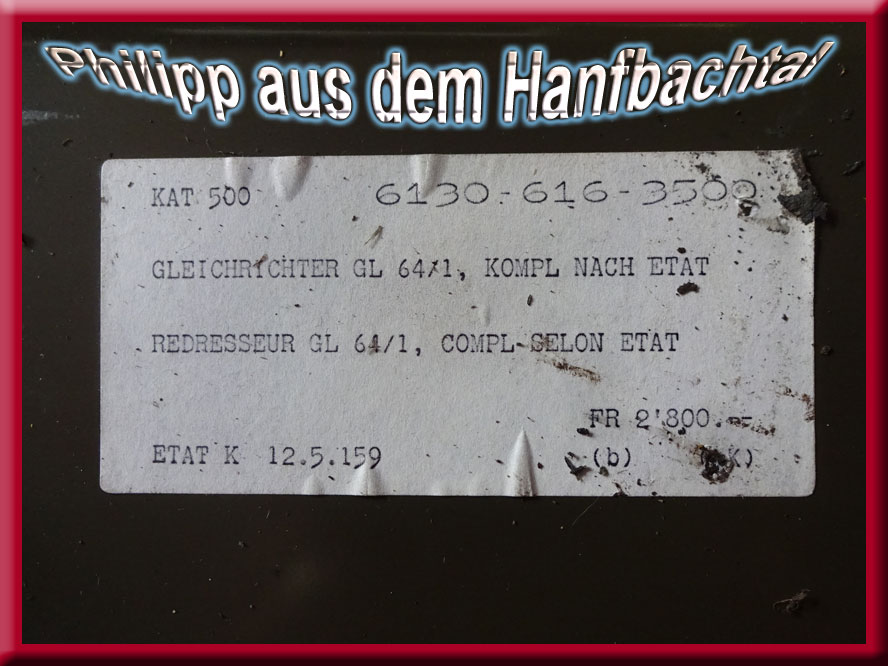 Philipp aus dem Hanfbachtal
KAT 500 6130-616-3500
GLEICHRICHTER GL 64/1, KOMPL NACH ETAT
REDRESSEUR GL 64/1, COMPL SELON ETAT
FR 2'800.--
ETAT K 12.5.159 (b)